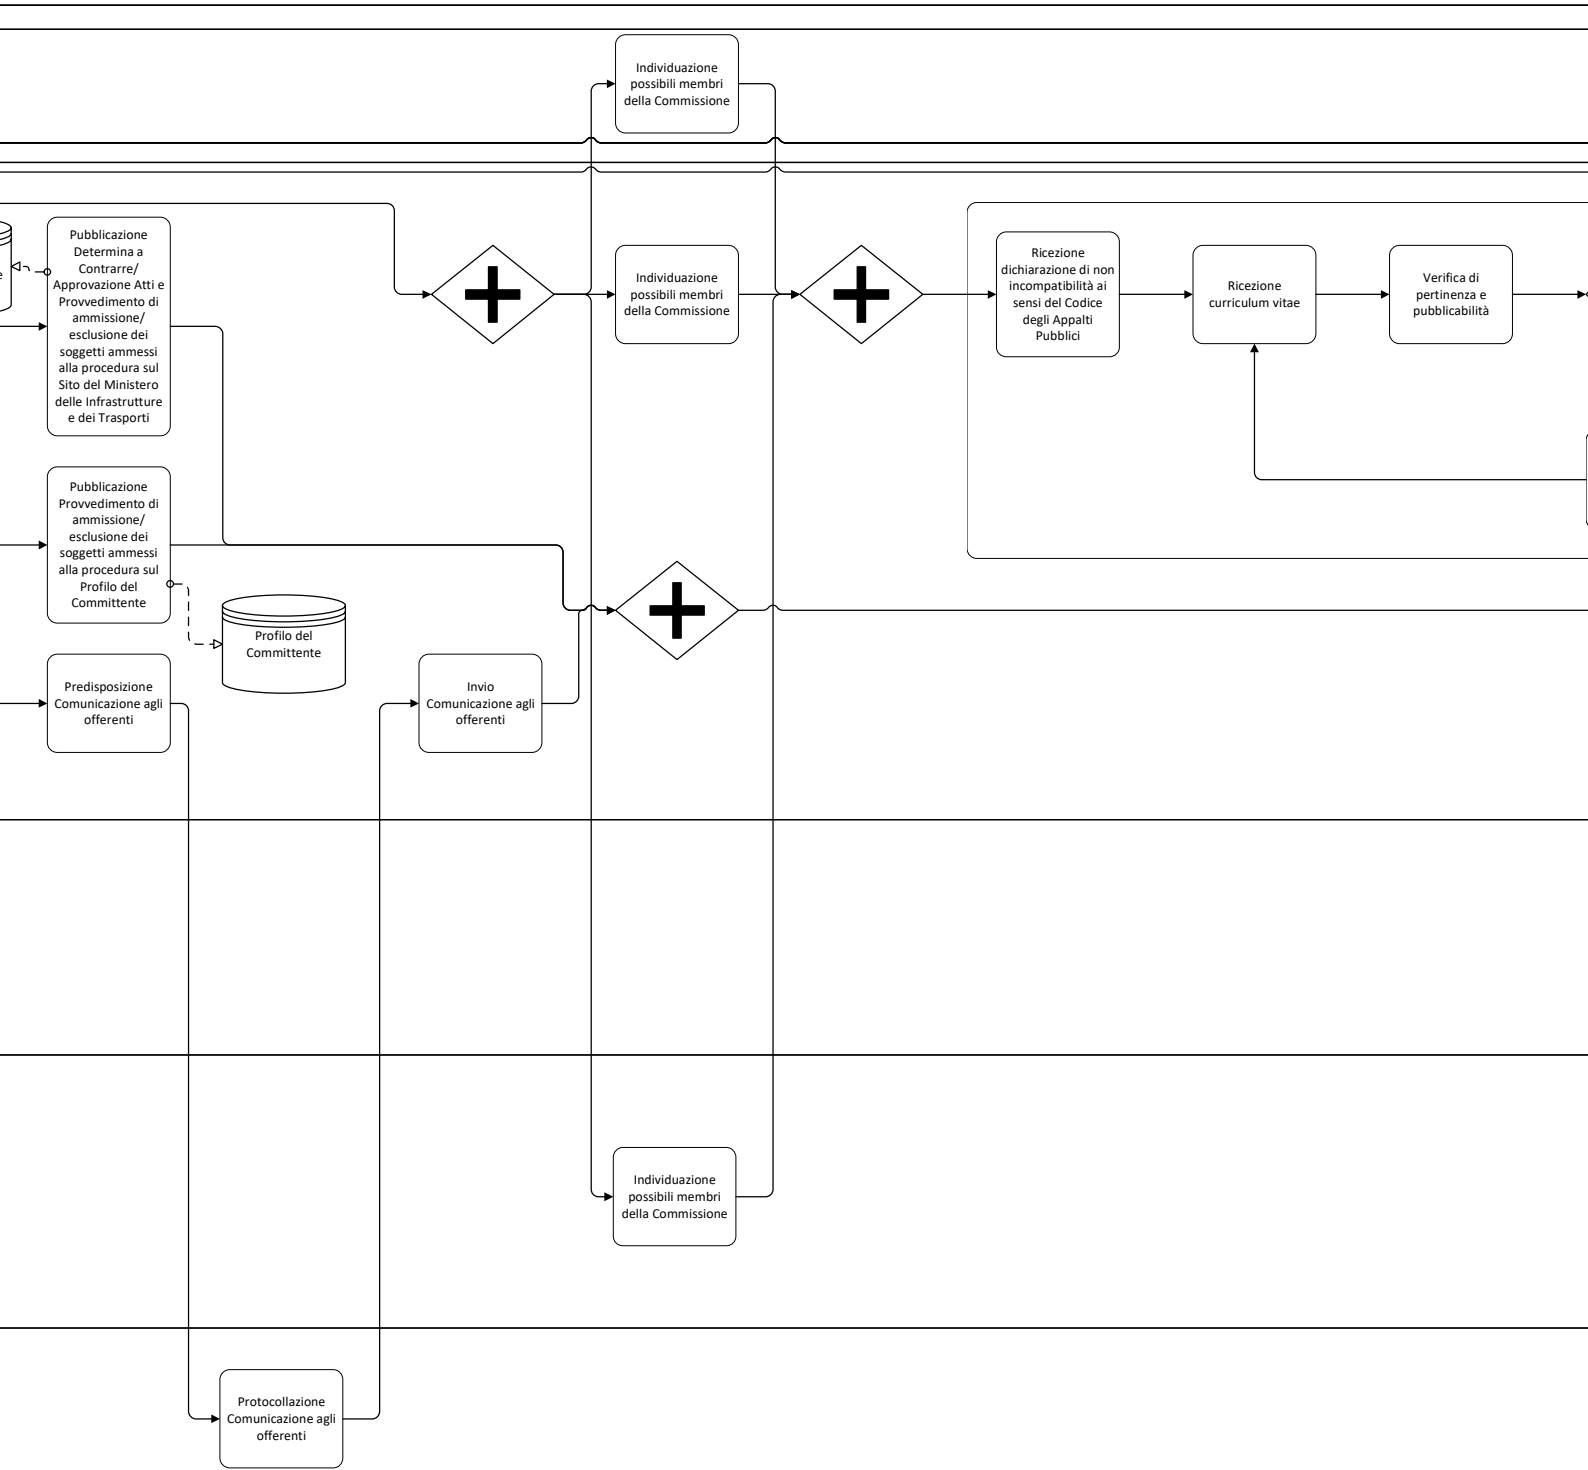 Individuazione
possibili membri
della Commissione
e
Pubblicazione
Determina a
Contrarre/
Approvazione Atti e
Provvedimento di
ammissione/
esclusione dei
soggetti ammessi
alla procedura sul
Sito del Ministero
delle Infrastrutture
e dei Trasporti
Individuazione
possibili membri
della Commissione
Ricezione
dichiarazione di non
incompatibilità ai
sensi del Codice
degli Appalti
Pubblici
Ricezione
curriculum vitae
Verifica di
pertinenza e
pubblicabilità
Pubblicazione
Provvedimento di
ammissione/
esclusione dei
soggetti ammessi
alla procedura sul
Profilo del
Committente
Profilo del
Committente
Predisposizione
Comunicazione agli
offerenti
Invio
Comunicazione agli
offerenti
Individuazione
possibili membri
della Commissione
Protocollazione
Comunicazione agli
offerenti